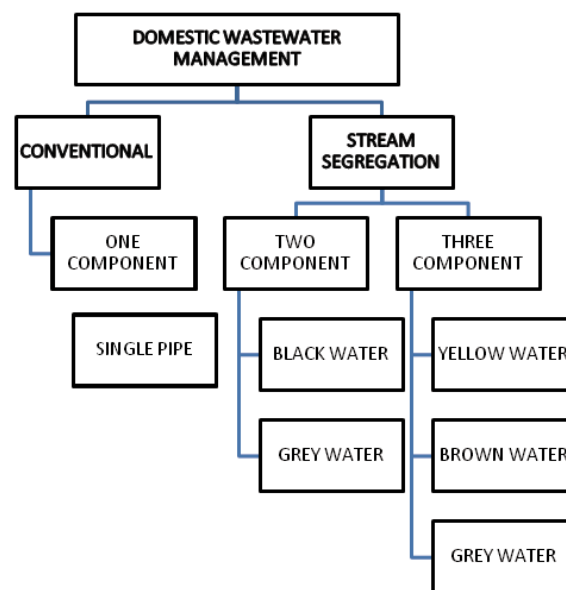 DOMESTIC WASTEWATER
MANAGEMENT
CONVENTIONAL
STREAM
SEGREGATION
ONE
COMPONENT
TWO
COMPONENT
THREE
COMPONENT
SINGLE PIPE
BLACK WATER
YELLOW WATER
GREY WATER
BROWN WATER
GREY WATER